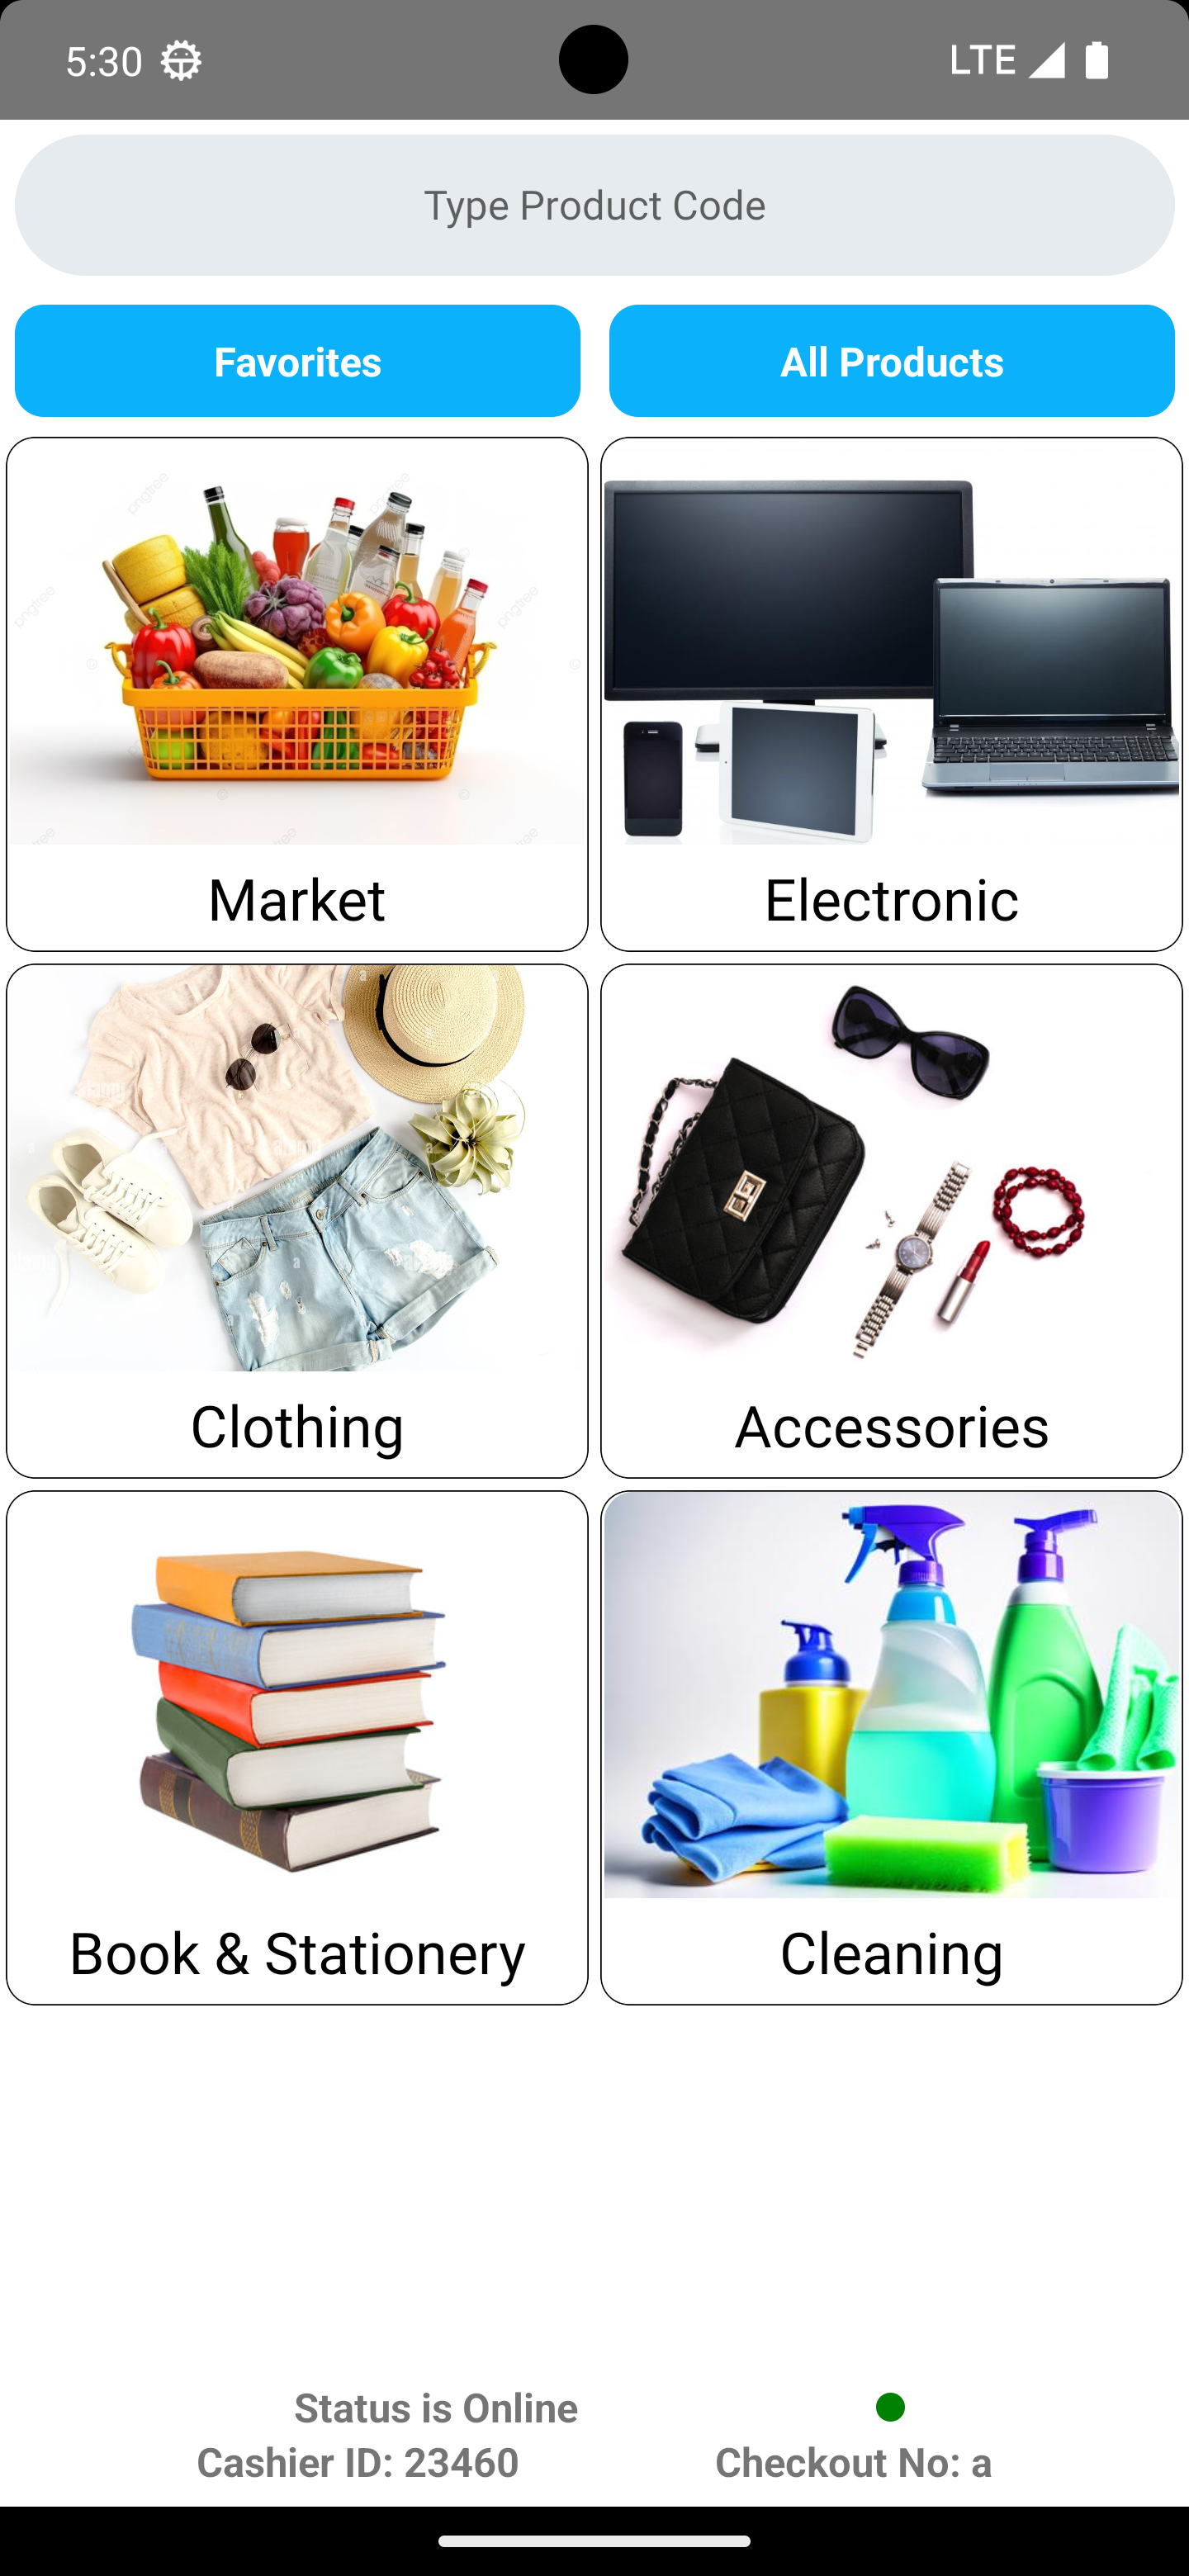 5:30 LTE
Type Product Code
Favorites All Products
Market Electronic
Clothing Accessories
Book & Stationery Cleaning
Status is Online
Cashier ID: 23460 Checkout No: a